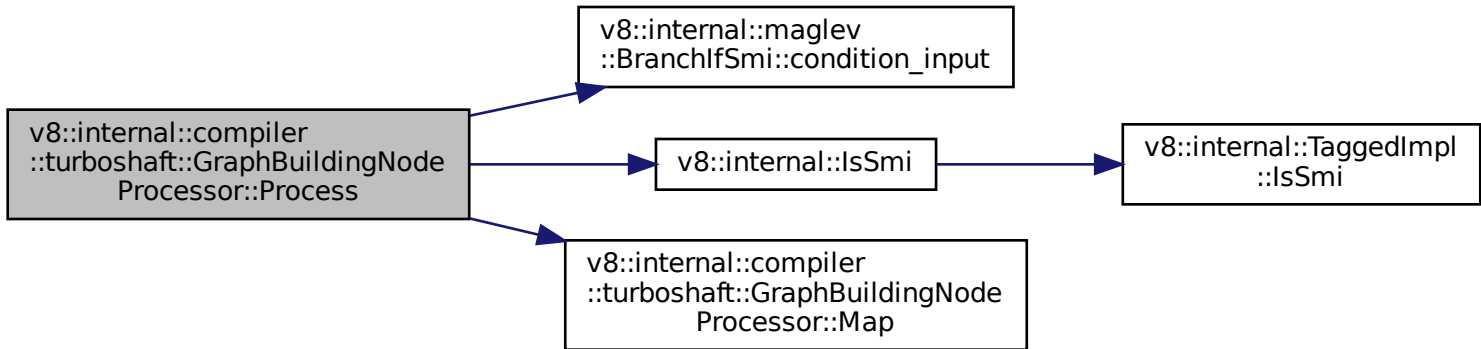 v8::internal::compiler
::turboshaft::GraphBuildingNode
Processor::Process
v8::internal::maglev
::BranchIfSmi::condition_input
v8::internal::IsSmi
v8::internal::TaggedImpl
::IsSmi
v8::internal::compiler
::turboshaft::GraphBuildingNode
Processor::Map